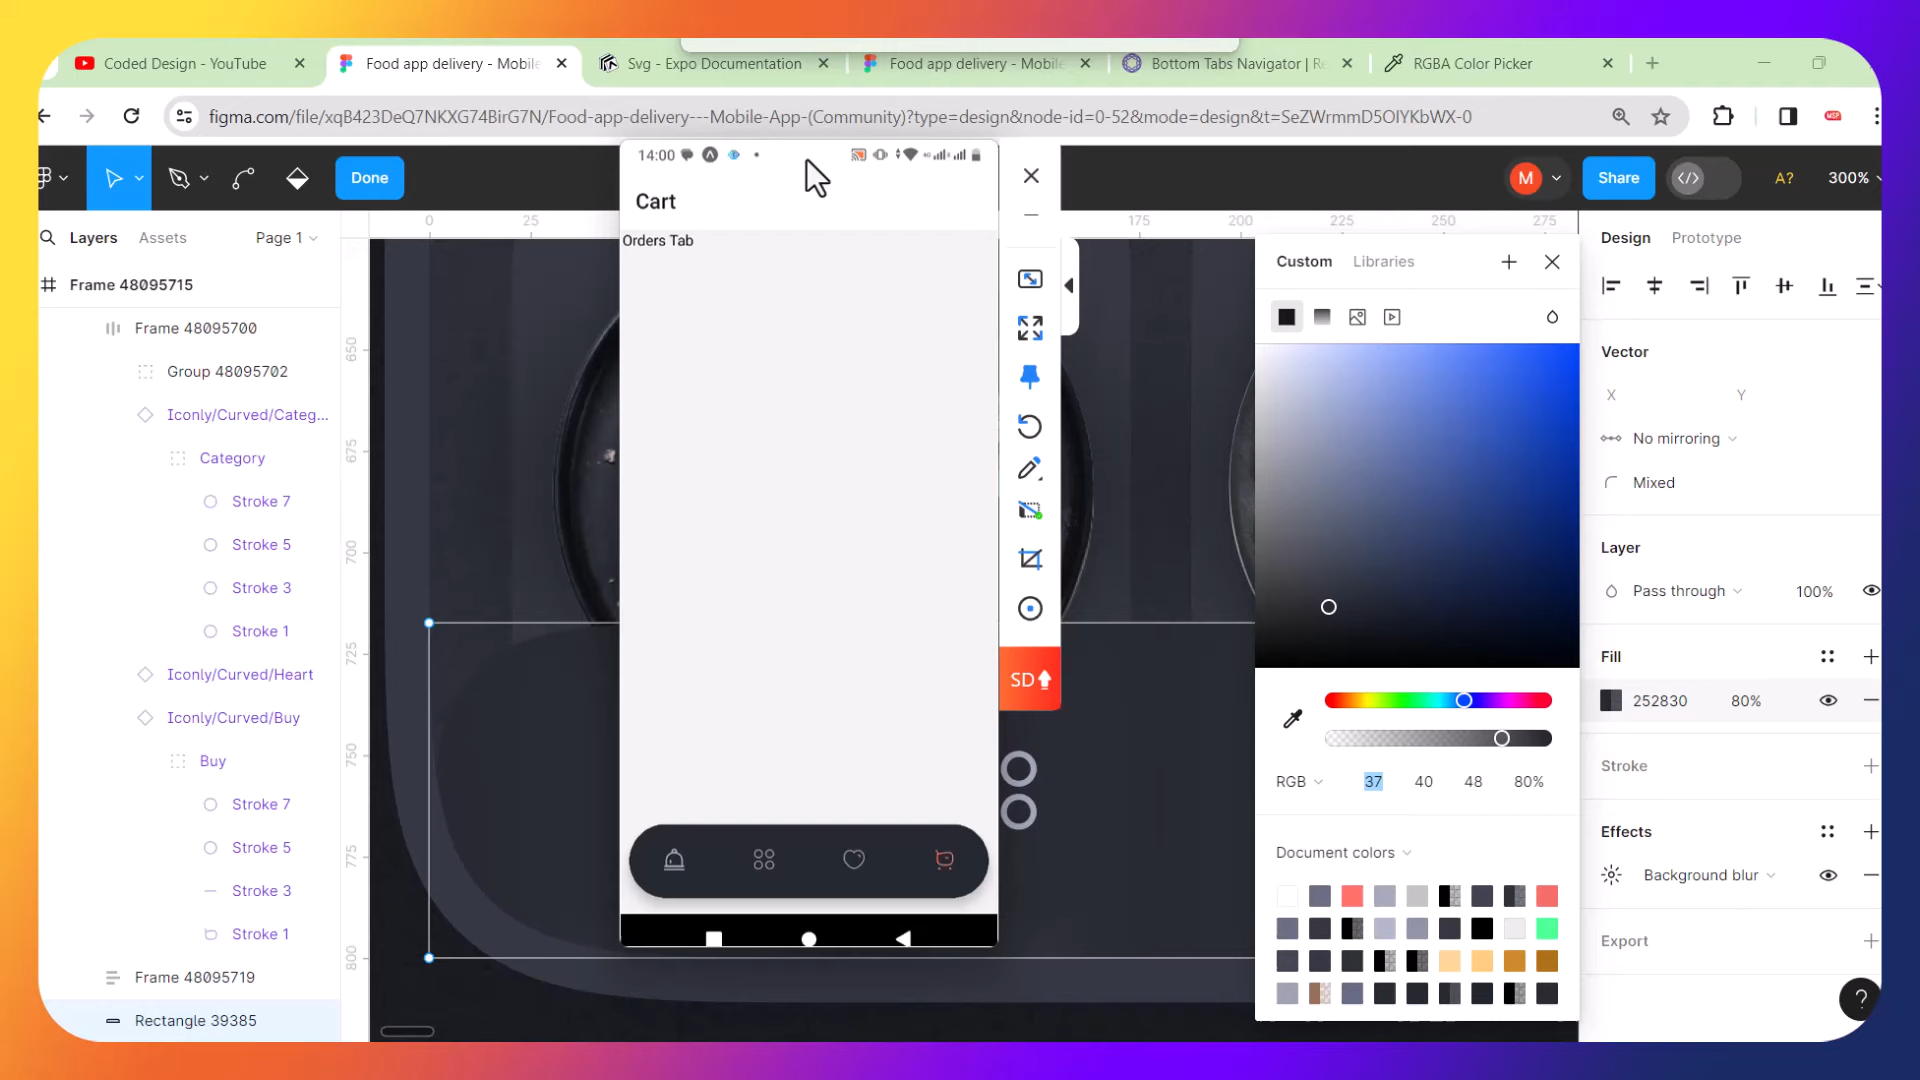 Coded Design - YouTube
Food app delivery - Mobile
Svg - Expo Documentation
Food app delivery - Mobile
Bottom Tabs Navigator | Re
RGBA Color Picker
figma.com/file/xqB423DeQ7NKXG74BirG7N/Food-app-delivery---Mobile-App-(Community)?type=design&node-id=0-52&mode=design&t=SeZWrmmD5OIYKbWX-0
Done
M
Share
A?
300%
Layers
Assets
Page 1
Frame 48095715
Frame 48095700
Group 48095702
Iconly/Curved/Categ...
Category
Stroke 7
Stroke 5
Stroke 3
Stroke 1
Iconly/Curved/Heart
Iconly/Curved/Buy
Buy
Stroke 7
Stroke 5
Stroke 3
Stroke 1
Frame 48095719
Rectangle 39385
0
25
175
200
225
250
275
650
675
700
725
750
775
800
14:00
Cart
Orders Tab
SD
Custom
Libraries
RGB
37
40
48
80%
Document colors
Design
Prototype
Vector
X
Y
No mirroring
Mixed
Layer
Pass through
100%
Fill
252830
80%
Stroke
Effects
Background blur
Export
?